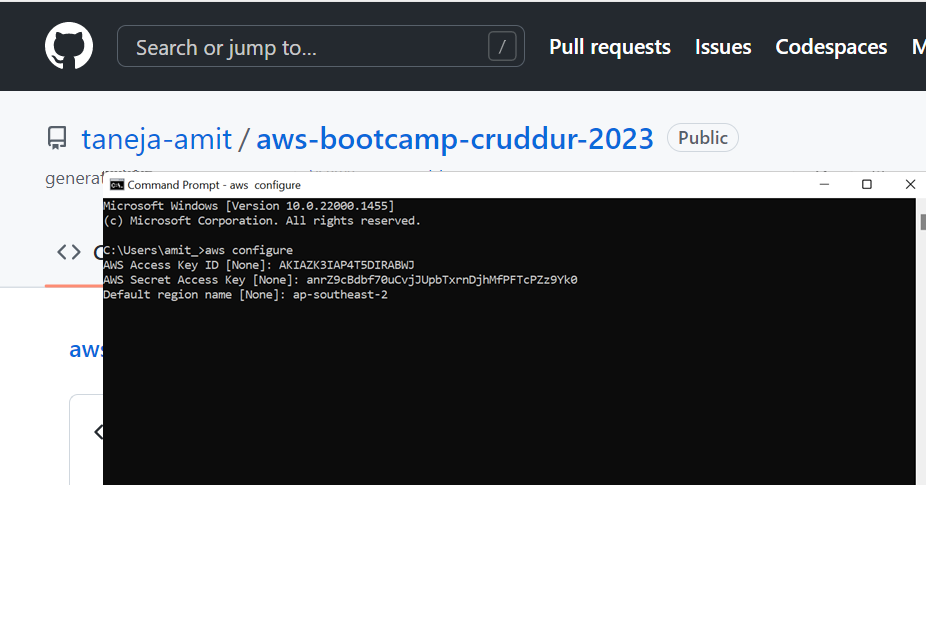 Search or jump to...
/
Pull requests
Issues
Codespaces
taneja-amit / aws-bootcamp-cruddur-2023
Public
Command Prompt - aws configure
Microsoft Windows [Version 10.0.22000.1455]
(c) Microsoft Corporation. All rights reserved.
C:\Users\amit_>aws configure
AWS Access Key ID [None]: AKIAZK3IAP4T5DIRABWJ
AWS Secret Access Key [None]: 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
Default region name [None]: ap-southeast-2
aws